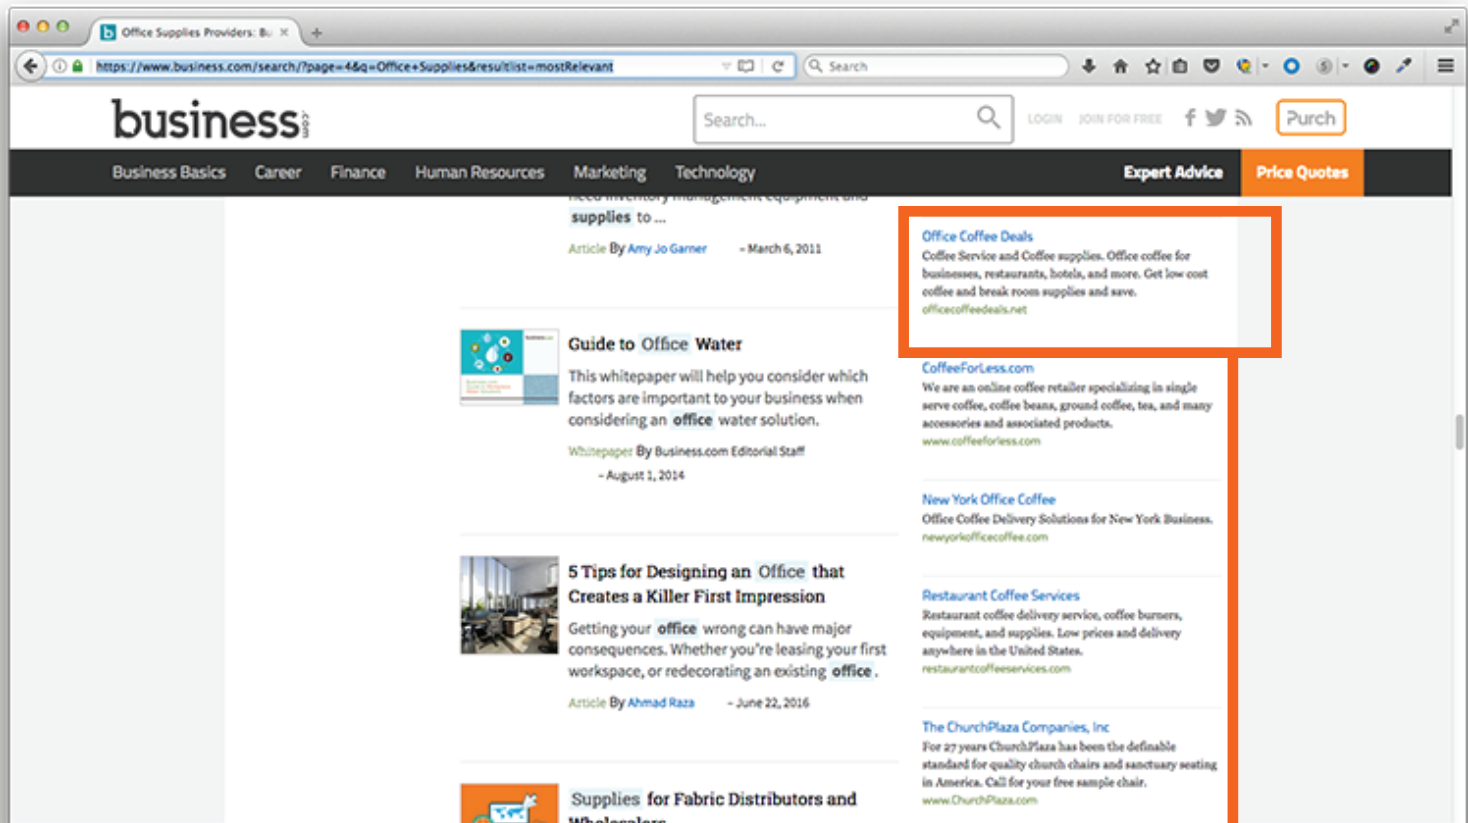 Office Supplies Providers: Bu
https://www.business.com/search/?page=4&q=Office+Supplies&resultlist=mostRelevant
Search
business.com
Search...
LOGIN
JOIN FOR FREE
Purch
Business Basics
Career
Finance
Human Resources
Marketing
Technology
Expert Advice
Price Quotes
need inventory management equipment and
supplies to ...
Article By Amy Jo Garner – March 6, 2011
Guide to Office Water
This whitepaper will help you consider which
factors are important to your business when
considering an office water solution.
Whitepaper By Business.com Editorial Staff
– August 1, 2014
5 Tips for Designing an Office that
Creates a Killer First Impression
Getting your office wrong can have major
consequences. Whether you're leasing your first
workspace, or redecorating an existing office.
Article By Ahmad Raza – June 22, 2016
Supplies for Fabric Distributors and
Wholesalers
Office Coffee Deals
Coffee Service and Coffee supplies. Office coffee for
businesses, restaurants, hotels, and more. Get low cost
coffee and break room supplies and save.
officecoffeedeals.net
CoffeeForLess.com
We are an online coffee retailer specializing in single
serve coffee, coffee beans, ground coffee, tea, and many
accessories and associated products.
www.coffeeforless.com
New York Office Coffee
Office Coffee Delivery Solutions for New York Business.
newyorkofficecoffee.com
Restaurant Coffee Services
Restaurant coffee delivery service, coffee burners,
equipment, and supplies. Low prices and delivery
anywhere in the United States.
restaurantcoffeeservices.com
The ChurchPlaza Companies, Inc
For 27 years ChurchPlaza has been the definable
standard for quality church chairs and sanctuary seating
in America. Call for your free sample chair.
www.ChurchPlaza.com